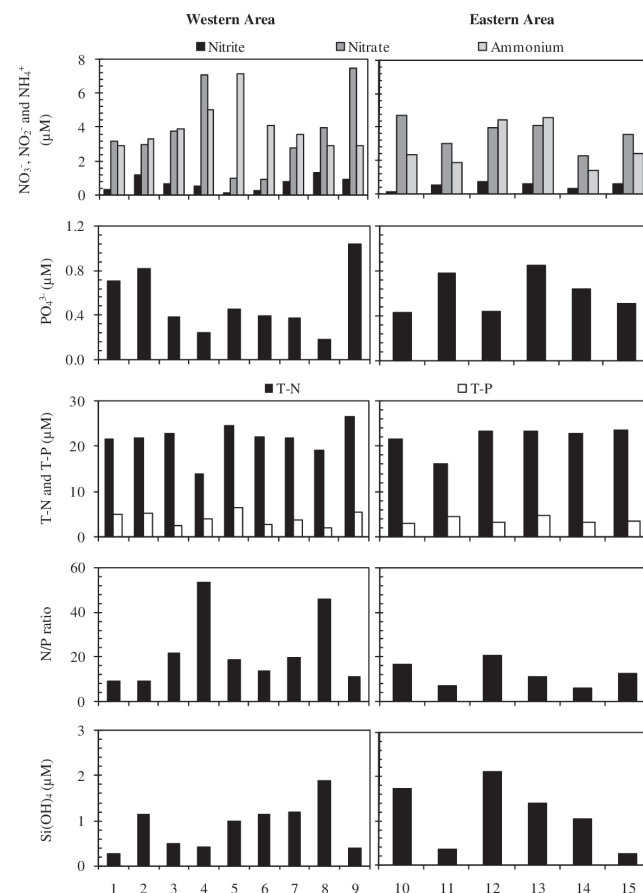 Western Area Eastern Area
Nitrite Nitrate Ammonium
NO₃⁻, NO₂⁻ and NH₄⁺
(µM)
8
6
4
2
0
PO₄³⁻ (µM)
1.2
0.8
0.4
0.0
T-N T-P
T-N and T-P (µM)
30
20
10
0
N/P ratio
60
40
20
0
Si(OH)₄ (µM)
3
2
1
0
1 2 3 4 5 6 7 8 9 10 11 12 13 14 15